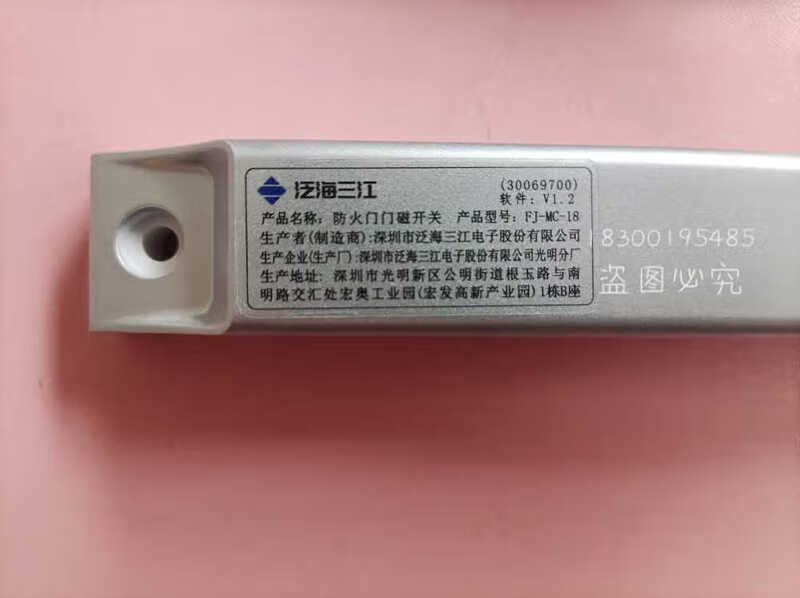 泛海三江
(30069700)
软件: V1.2
产品名称: 防火门门磁开关 产品型号: FJ-MC-18
生产者(制造商):深圳市泛海三江电子股份有限公司
生产企业(生产厂):深圳市泛海三江电子股份有限公司光明分厂
生产地址: 深圳市光明新区公明街道根玉路与南
明路交汇处宏奥工业园(宏发高新产业园)1栋B座
18300195485
盗图必究